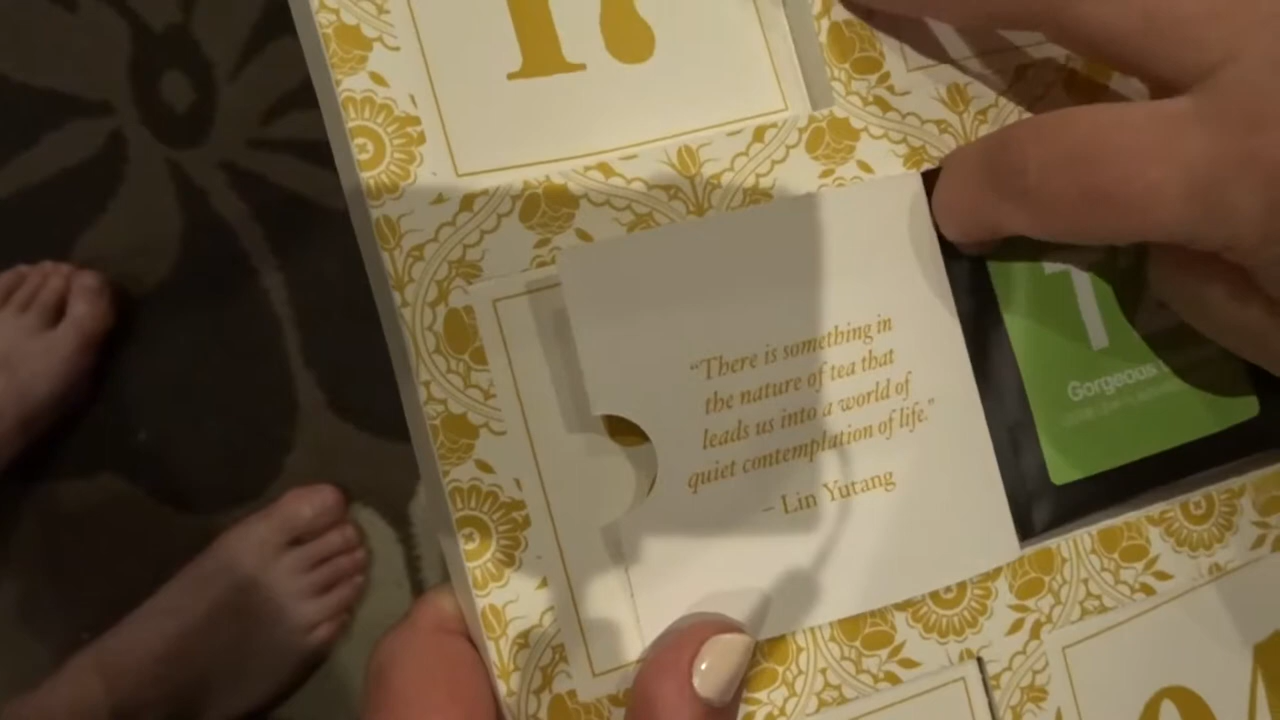 17
“There is something in
the nature of tea that
leads us into a world of
quiet contemplation of life.”
– Lin Yutang
Gorgeous